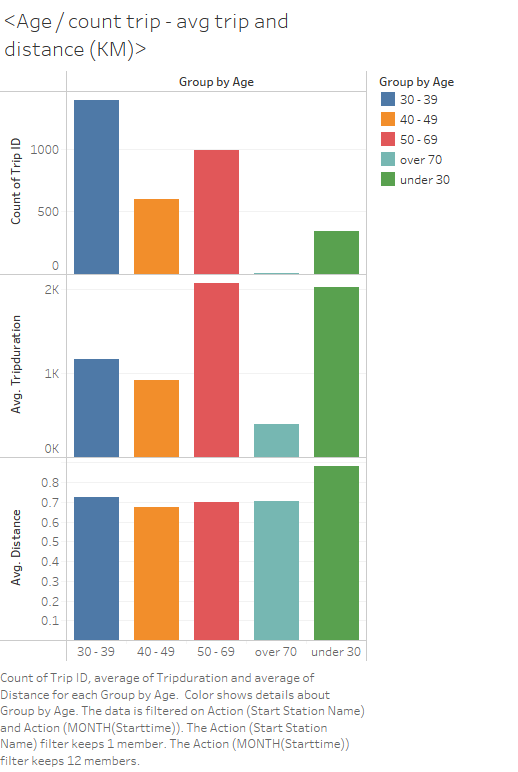 <Age / count trip - avg trip and
distance (KM)>
Group by Age
Group by Age
30 - 39
40 - 49
50 - 69
over 70
under 30
Count of Trip ID
1000
500
0
Avg. Tripduration
2K
1K
0K
Avg. Distance
0.8
0.7
0.6
0.5
0.4
0.3
0.2
0.1
30 - 39 40 - 49 50 - 69 over 70 under 30
Count of Trip ID, average of Tripduration and average of
Distance for each Group by Age. Color shows details about
Group by Age. The data is filtered on Action (Start Station Name)
and Action (MONTH(Starttime)). The Action (Start Station
Name) filter keeps 1 member. The Action (MONTH(Starttime))
filter keeps 12 members.